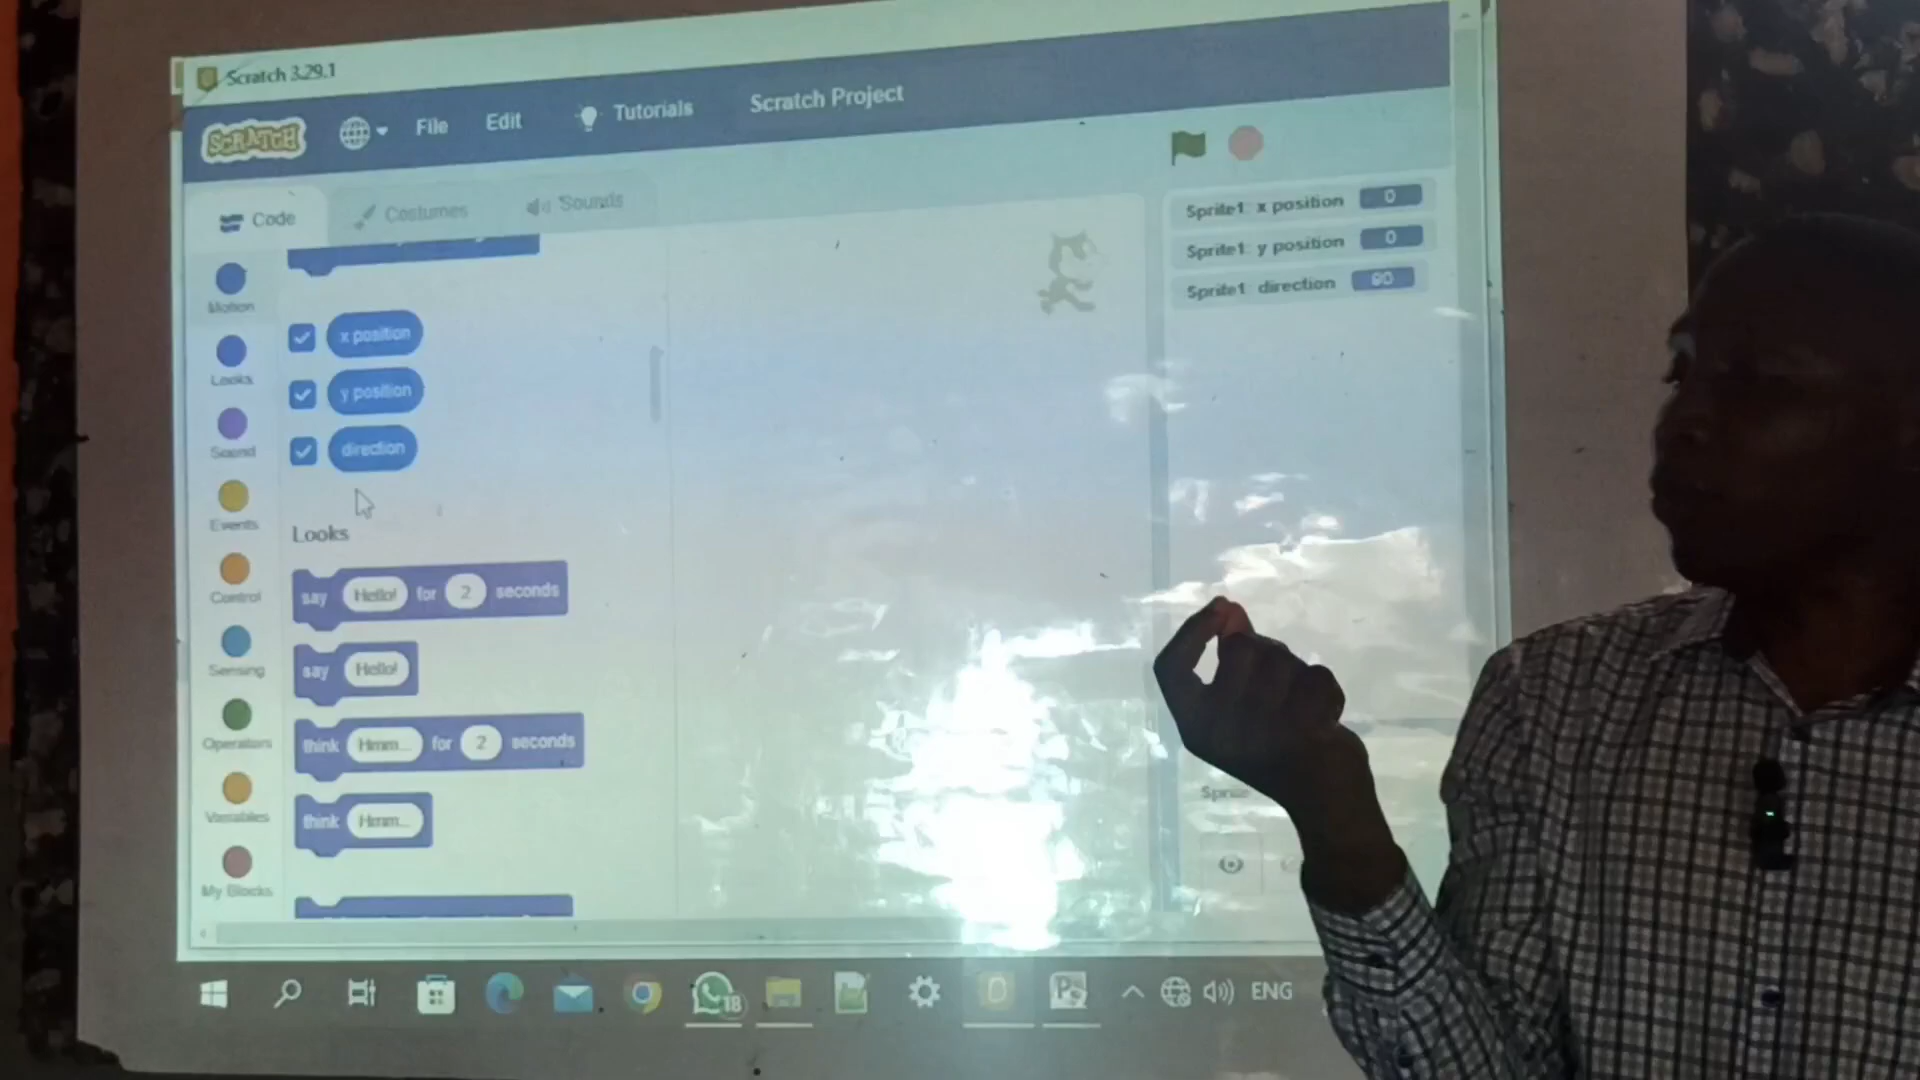 Scratch 3.29.1
SCRATCH File Edit Tutorials Scratch Project
Code Costumes Sounds
Motion
Looks
Sound
Events
Control
Sensing
Operators
Variables
My Blocks
x position
y position
direction
Looks
say Hello! for 2 seconds
say Hello!
think Hmm... for 2 seconds
think Hmm...
Sprite1: x position 0
Sprite1: y position 0
Sprite1: direction 90
18
ENG